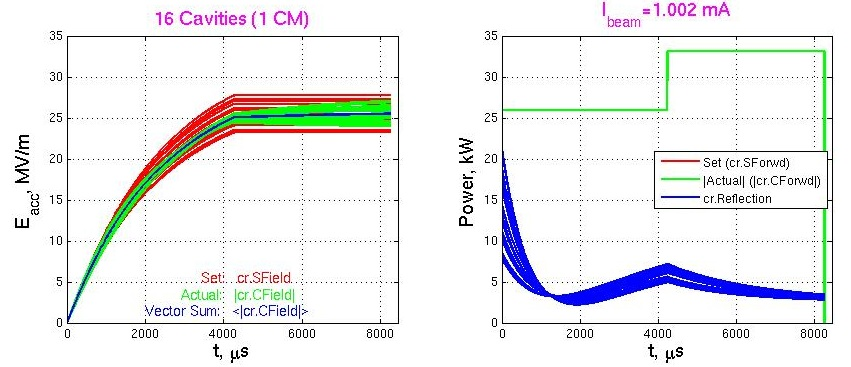 16 Cavities (1 CM)
35
30
25
20
15
10
5
0
E_acc, MV/m
Set: cr.SField
Actual: |cr.CField|
Vector Sum: <|cr.CField|>
0 2000 4000 6000 8000
t, μs
I_beam=1.002 mA
35
30
25
20
15
10
5
0
Power, kW
Set (cr.SForwd)
|Actual| (|cr.CForwd|)
cr.Reflection
0 2000 4000 6000 8000
t, μs